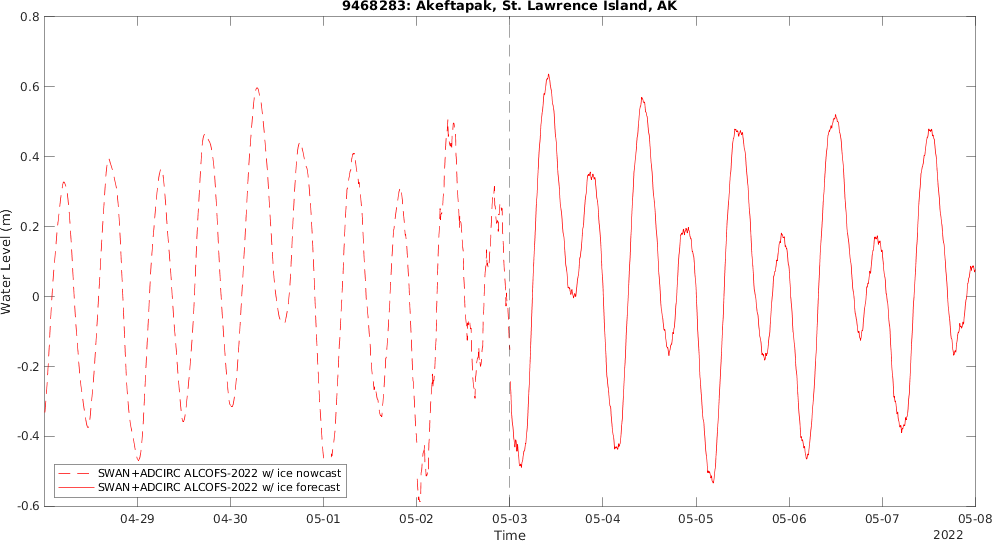 9468283: Akeftapak, St. Lawrence Island, AK
0.8
0.6
0.4
0.2
0
-0.2
-0.4
-0.6
Water Level (m)
SWAN+ADCIRC ALCOFS-2022 w/ ice nowcast
SWAN+ADCIRC ALCOFS-2022 w/ ice forecast
04-29 04-30 05-01 05-02 05-03 05-04 05-05 05-06 05-07 05-08
Time
2022